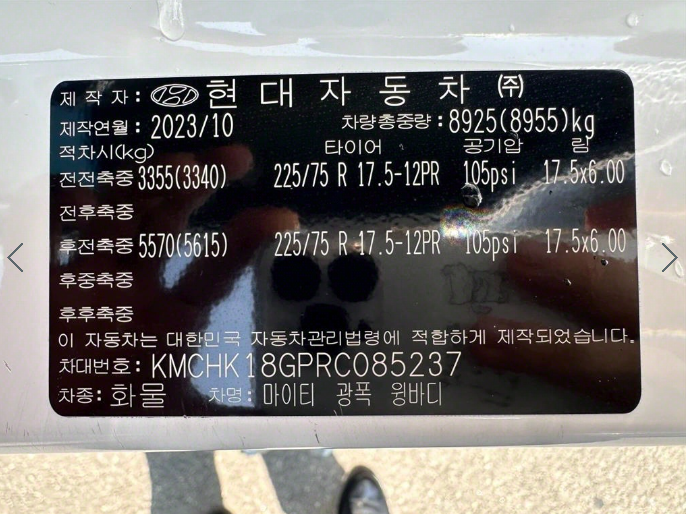 제 작 자 : 현 대 자 동 차 ㈜
제작연월 : 2023/10 차량총중량 : 8925(8955)kg
적차시(kg) 타이어 공기압 림
전전축중 3355(3340) 225/75 R 17.5-12PR 105psi 17.5x6.00
전후축중
후전축중 5570(5615) 225/75 R 17.5-12PR 105psi 17.5x6.00
후중축중
후후축중
이 자동차는 대한민국 자동차관리법령에 적합하게 제작되었습니다.
차대번호 : KMCHK18GPRC085237
차종 : 화물 차명 : 마이티 광폭 윙바디